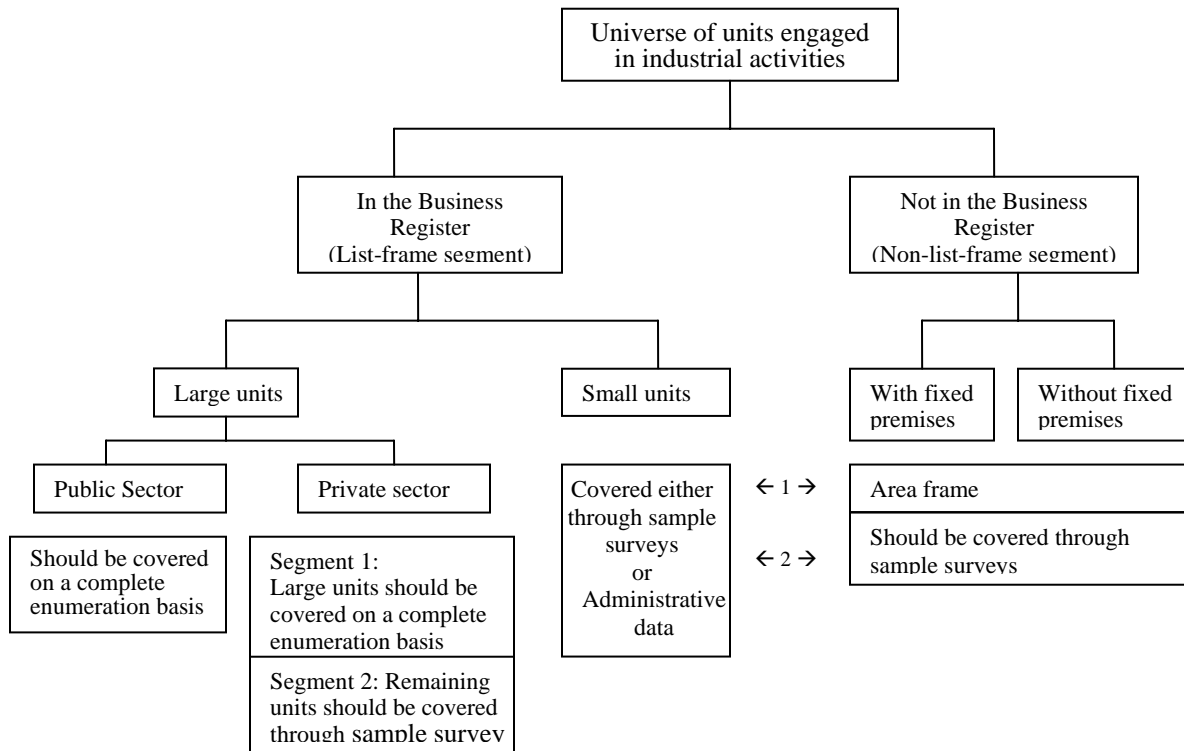 Universe of units engaged
in industrial activities
In the Business
Register
(List-frame segment)
Not in the Business
Register
(Non-list-frame segment)
Large units
Small units
With fixed
premises
Without fixed
premises
Public Sector
Private sector
Covered either
through sample
surveys
or
Administrative
data
← 1 →
← 2 →
Area frame
Should be covered through
sample surveys
Should be covered
on a complete
enumeration basis
Segment 1:
Large units should be
covered on a complete
enumeration basis
Segment 2: Remaining
units should be covered
through sample survey